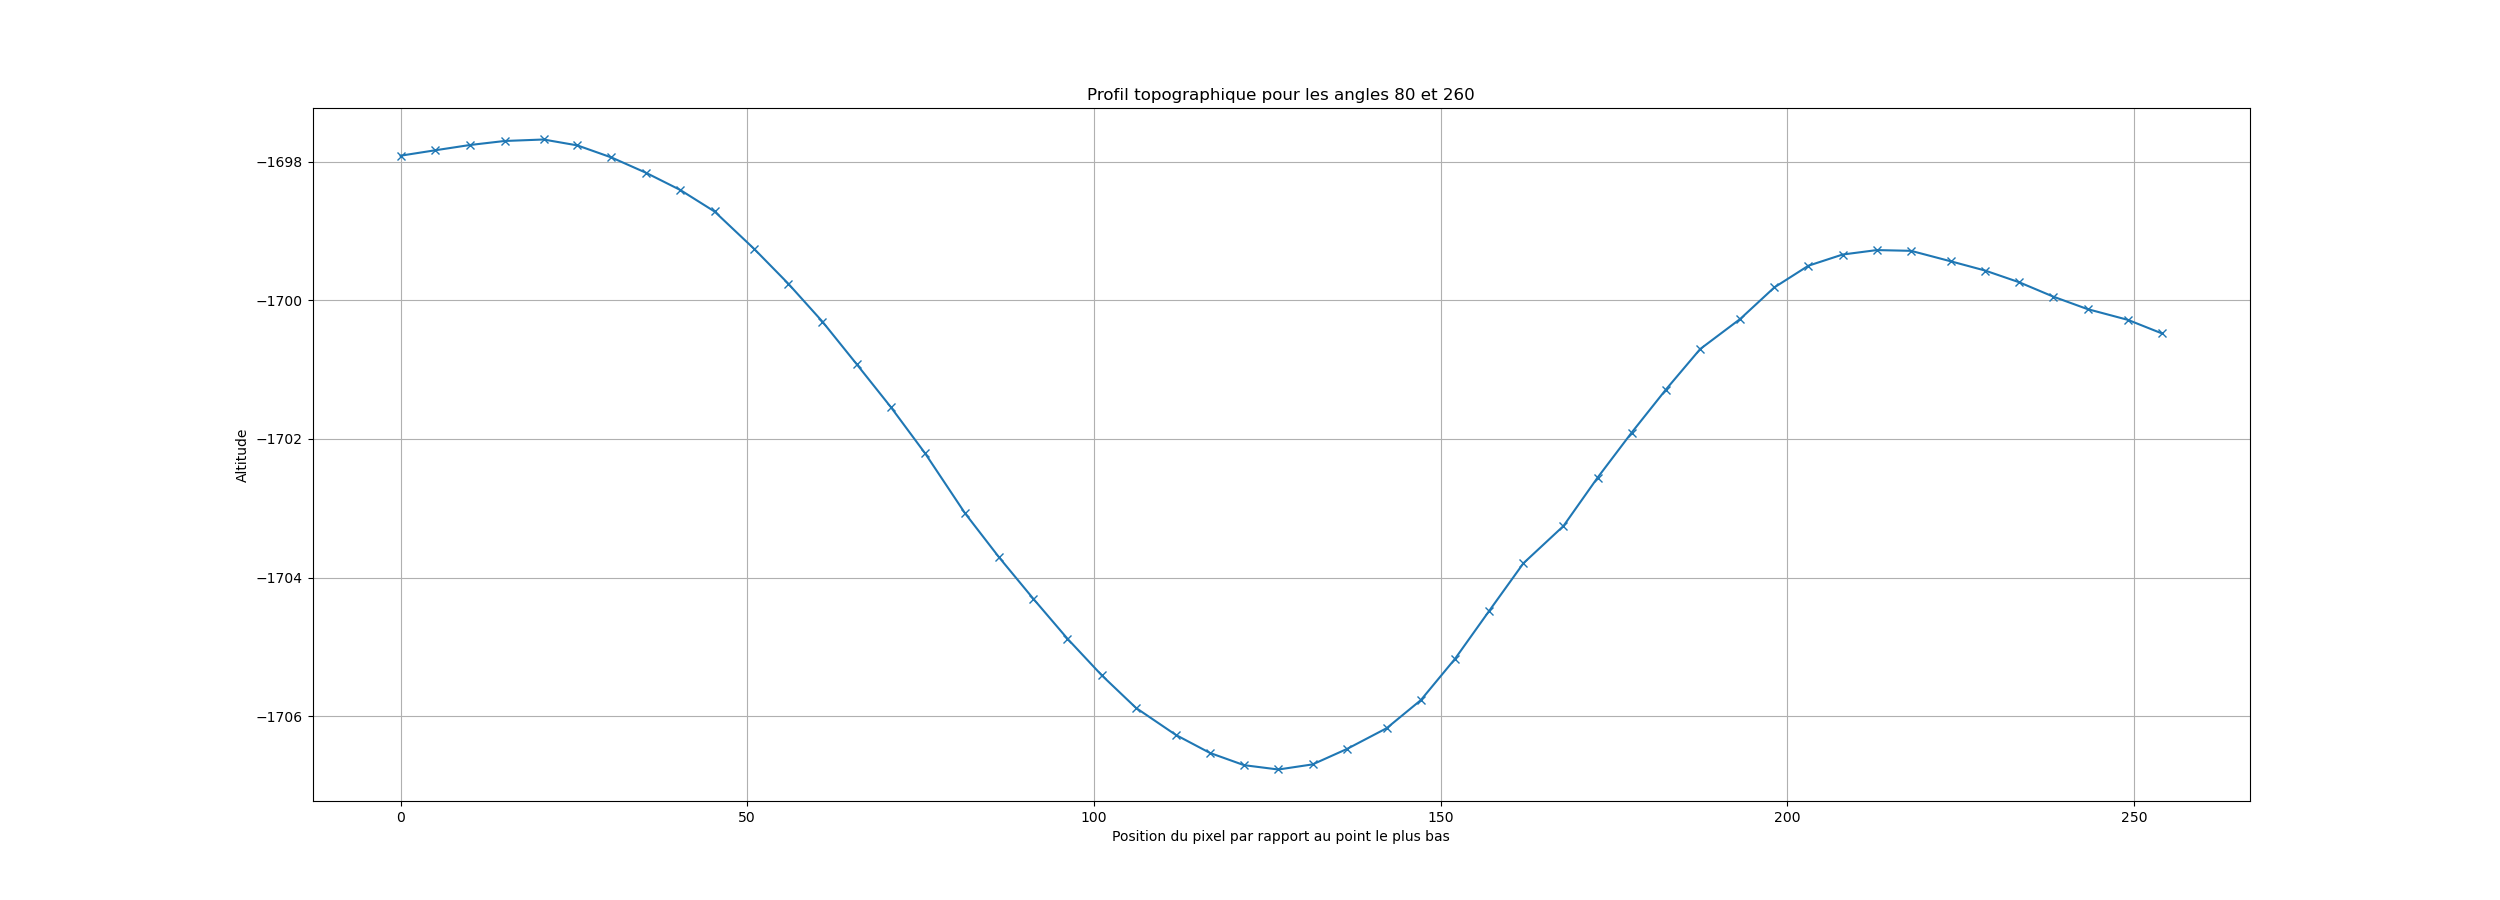 Profil topographique pour les angles 80 et 260
Altitude
−1698
−1700
−1702
−1704
−1706
0 50 100 150 200 250
Position du pixel par rapport au point le plus bas